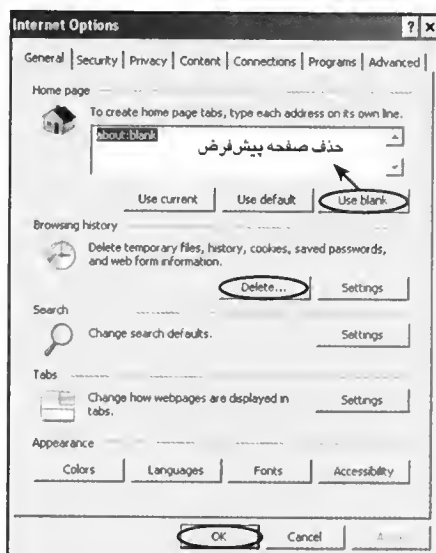 Internet Options
General Security Privacy Content Connections Programs Advanced
Home page
To create home page tabs, type each address on its own line.
about:blank
حذف صفحه پیش‌فرض
Use current Use default Use blank
Browsing history
Delete temporary files, history, cookies, saved passwords,
and web form information.
Delete... Settings
Search
Change search defaults. Settings
Tabs
Change how webpages are displayed in
tabs.
Settings
Appearance
Colors Languages Fonts Accessibility
OK Cancel